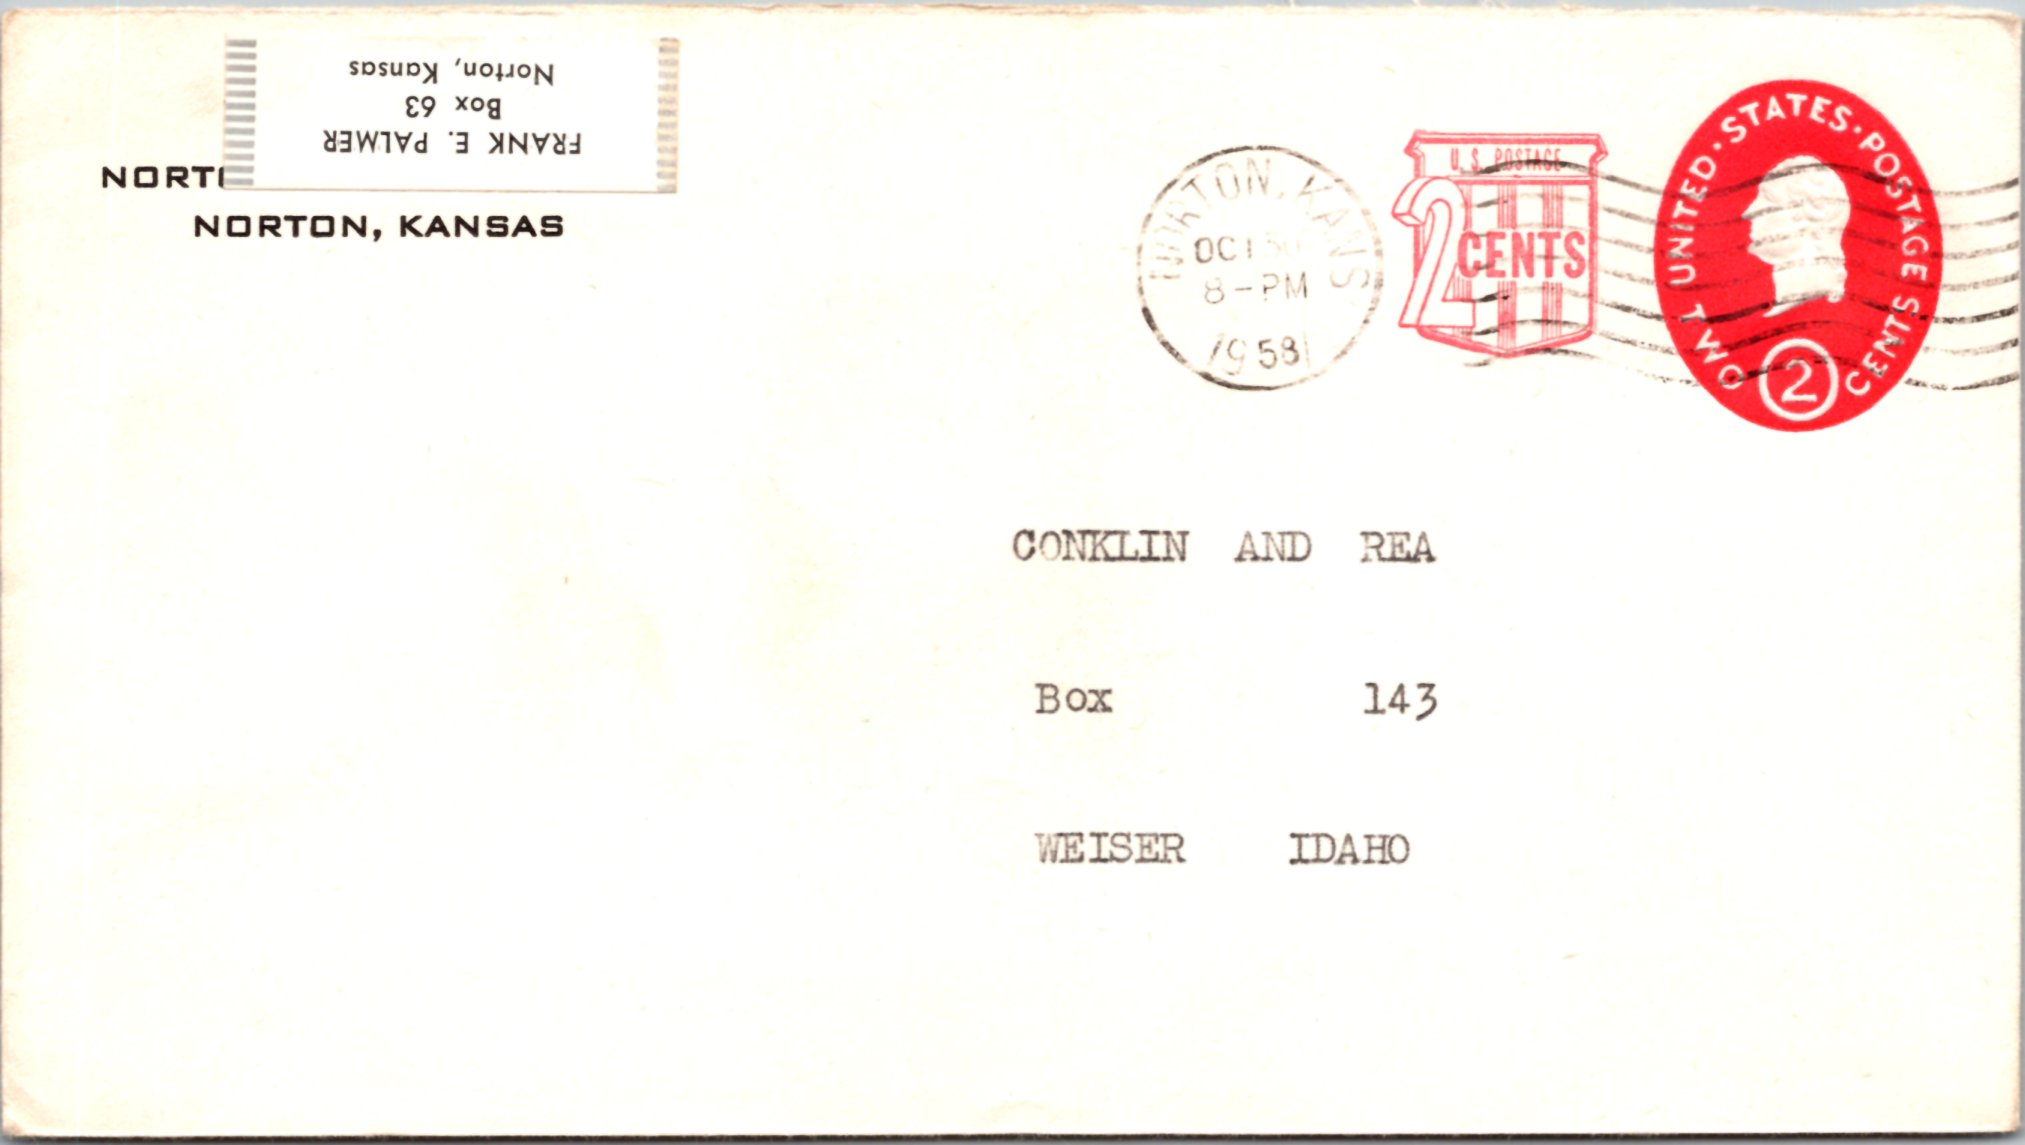 FRANK E. PALMER
Box 63
Norton, Kansas
NORT
NORTON, KANSAS
NORTON, KANS
OCT 30
8-PM
1958
U.S. POSTAGE
2 CENTS
UNITED · STATES · POSTAGE
TWO 2 CENTS
CONKLIN AND REA
Box 143
WEISER IDAHO